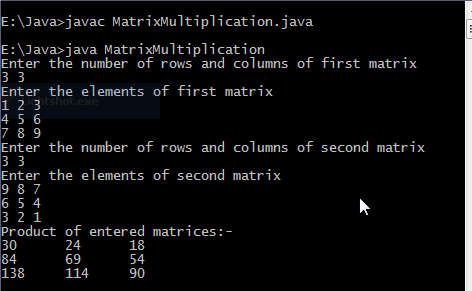 E:\Java>javac MatrixMultiplication.java
E:\Java>java MatrixMultiplication
Enter the number of rows and columns of first matrix
3 3
Enter the elements of first matrix
1 2 3
4 5 6
7 8 9
Enter the number of rows and columns of second matrix
3 3
Enter the elements of second matrix
9 8 7
6 5 4
3 2 1
Product of entered matrices:-
30 24 18
84 69 54
138 114 90